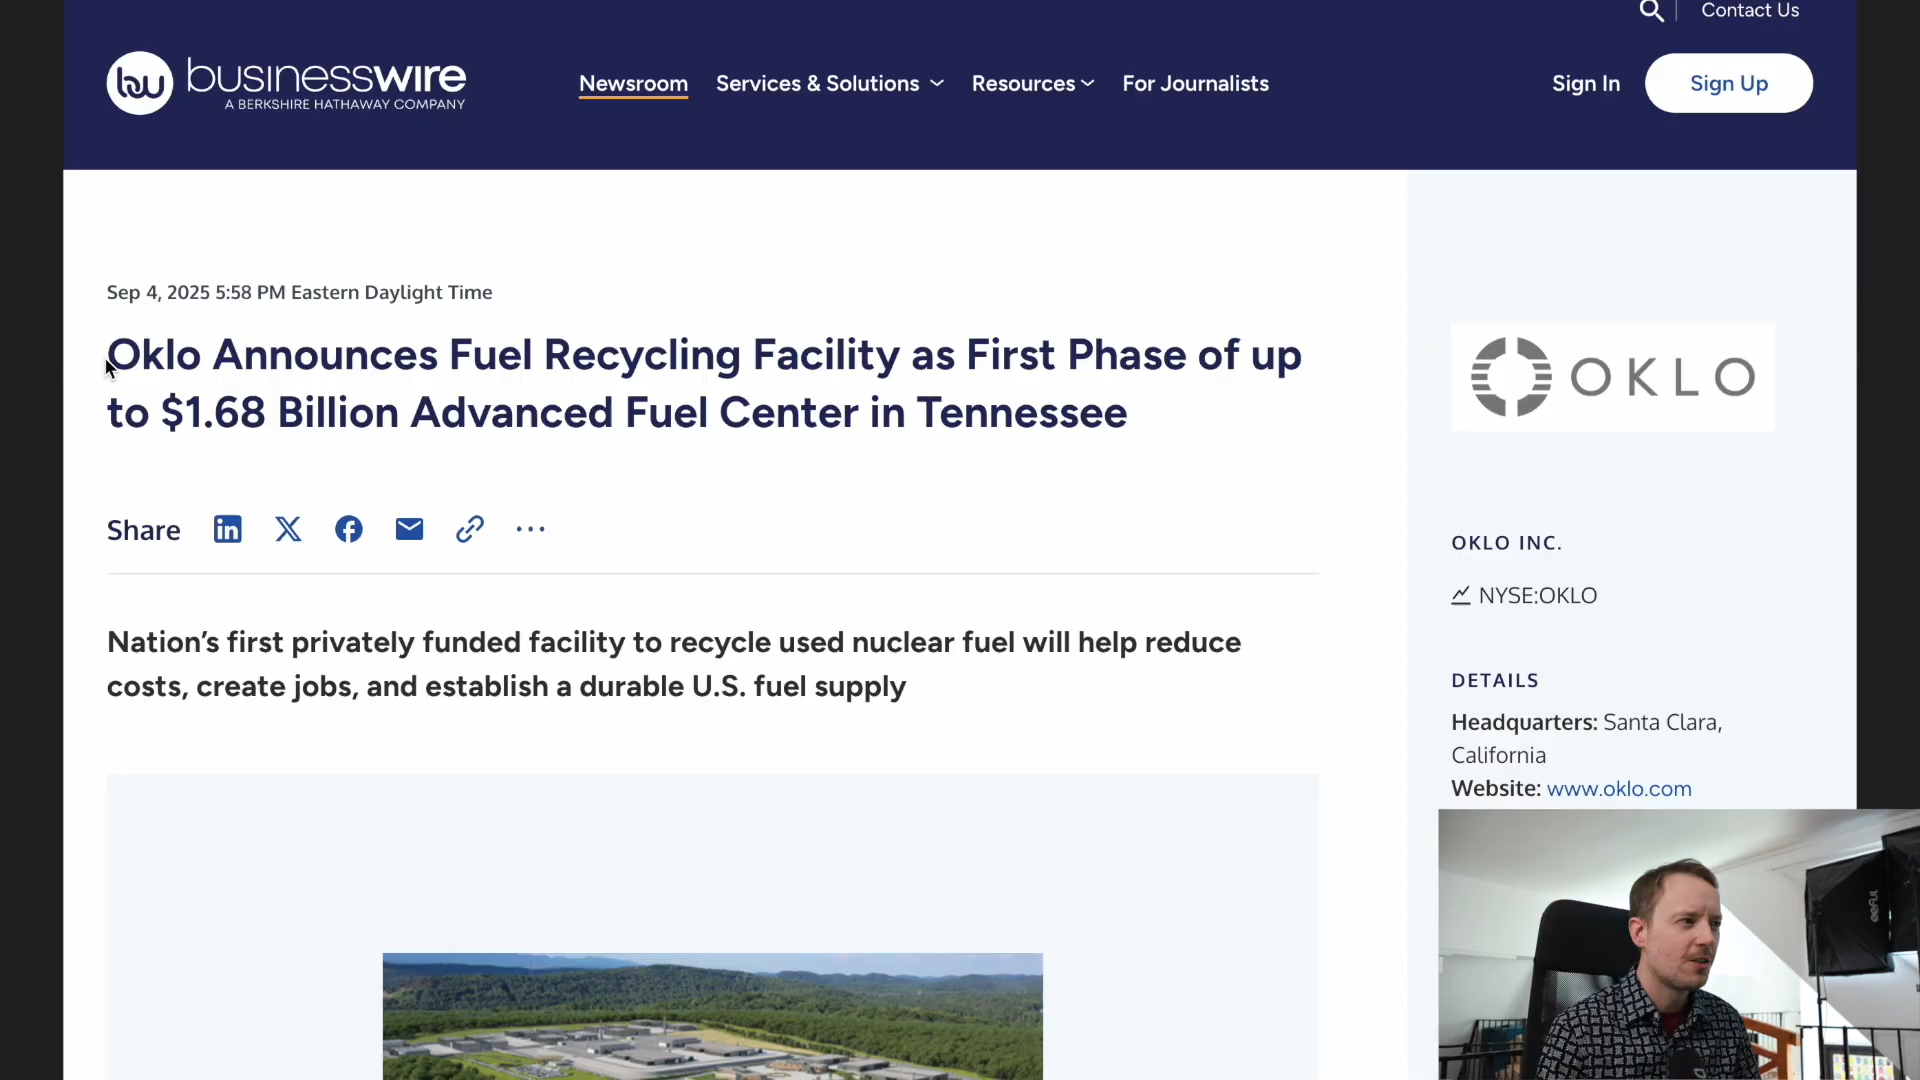 Contact Us
bw businesswire
A BERKSHIRE HATHAWAY COMPANY
Newsroom
Services & Solutions
Resources
For Journalists
Sign In
Sign Up
Sep 4, 2025 5:58 PM Eastern Daylight Time
Oklo Announces Fuel Recycling Facility as First Phase of up
to $1.68 Billion Advanced Fuel Center in Tennessee
Share
Nation’s first privately funded facility to recycle used nuclear fuel will help reduce
costs, create jobs, and establish a durable U.S. fuel supply
OKLO
OKLO INC.
NYSE:OKLO
DETAILS
Headquarters: Santa Clara,
California
Website: www.oklo.com